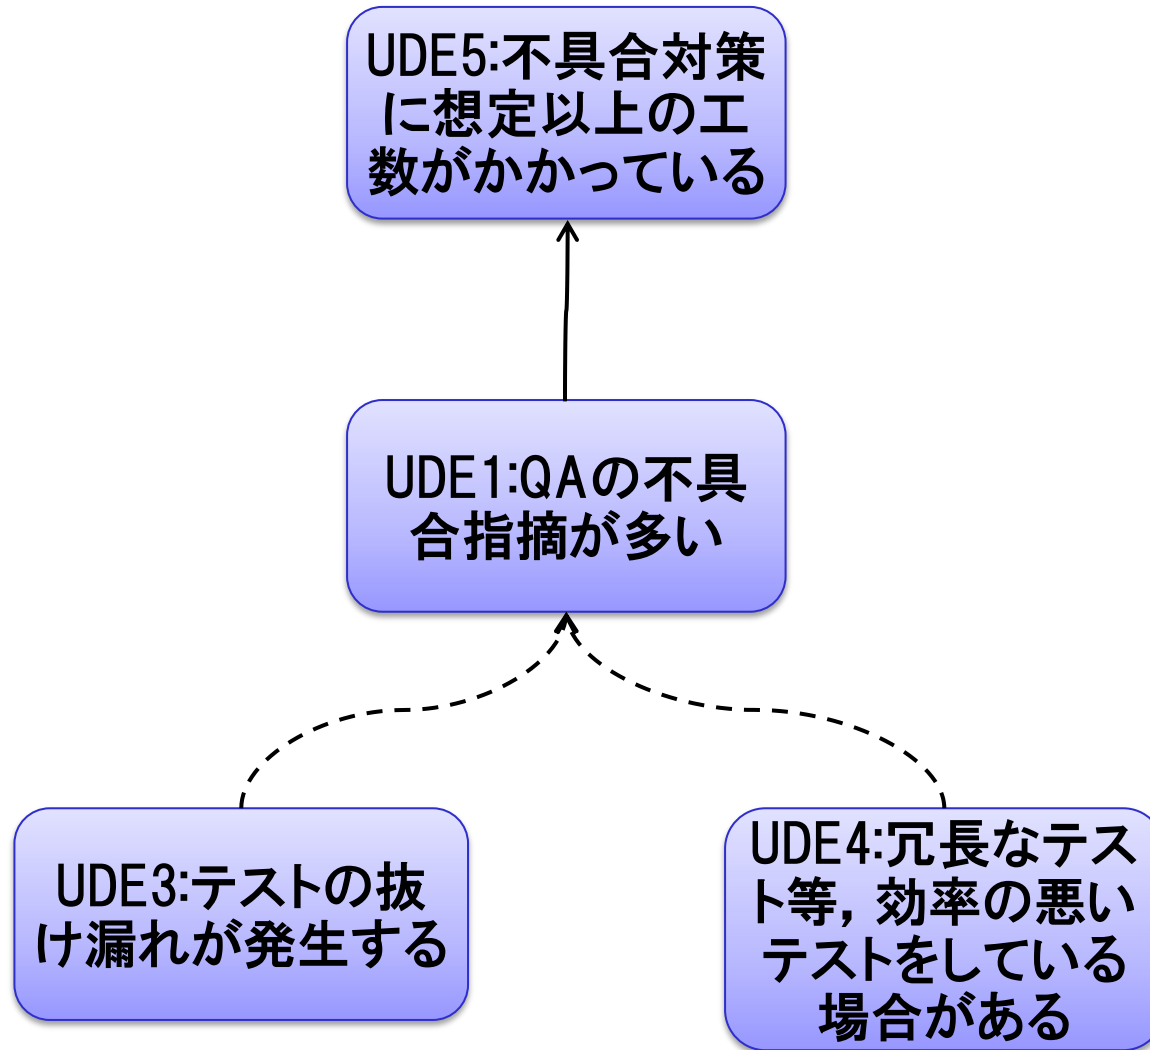 UDE5:不具合対策
に想定以上の工
数がかかっている
UDE1:QAの不具
合指摘が多い
UDE3:テストの抜
け漏れが発生する
UDE4:冗長なテス
ト等，効率の悪い
テストをしている
場合がある